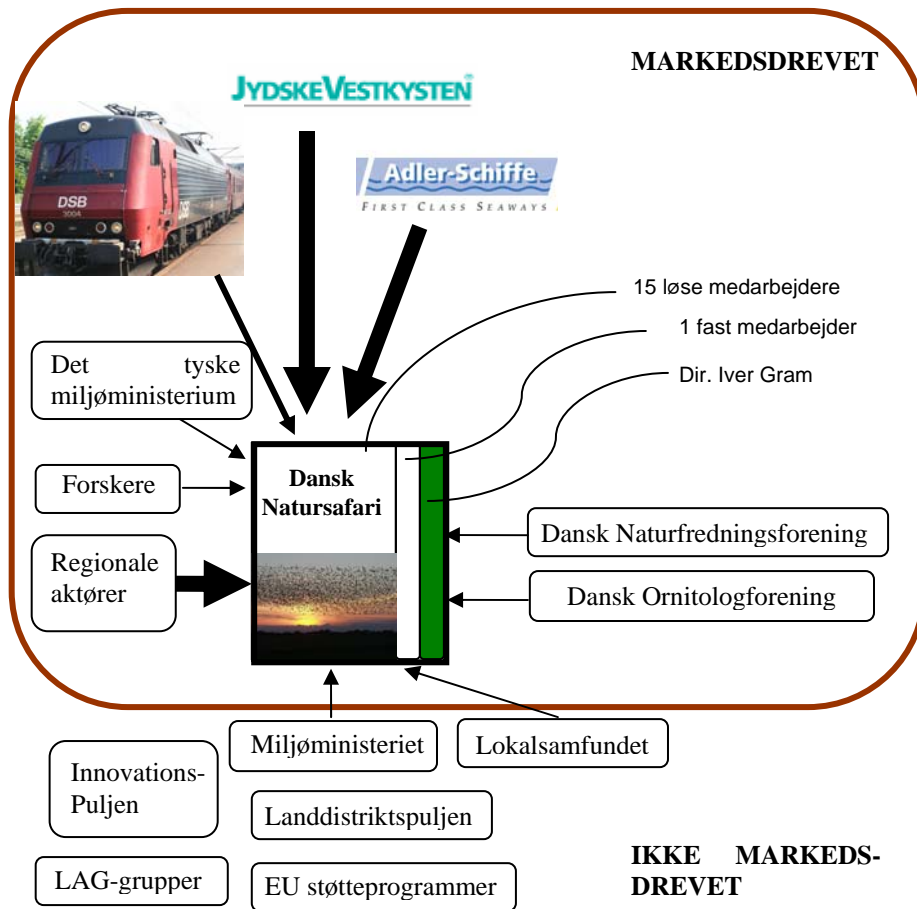 MARKEDSDREVET
JYDSKEVESTKYSTEN
Adler-Schiffe
FIRST CLASS SEAWAYS
DSB
3004
DSB
15 løse medarbejdere
1 fast medarbejder
Dir. Iver Gram
Det tyske
miljøministerium
Forskere
Regionale
aktører
Dansk
Natursafari
Dansk Naturfredningsforening
Dansk Ornitologforening
Miljøministeriet
Lokalsamfundet
Innovations-
Puljen
Landdistriktspuljen
LAG-grupper
EU støtteprogrammer
IKKE MARKEDS-
DREVET